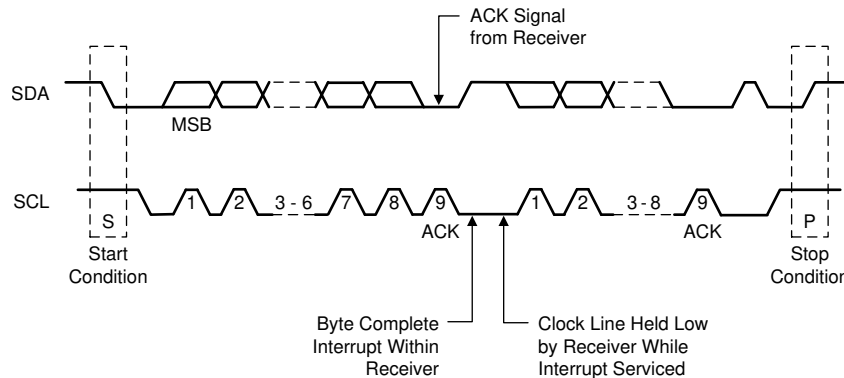 ACK Signal
from Receiver
SDA
MSB
SCL
S
1
2
3 - 6
7
8
9
ACK
1
2
3 - 8
9
ACK
P
Start
Condition
Stop
Condition
Byte Complete
Interrupt Within
Receiver
Clock Line Held Low
by Receiver While
Interrupt Serviced